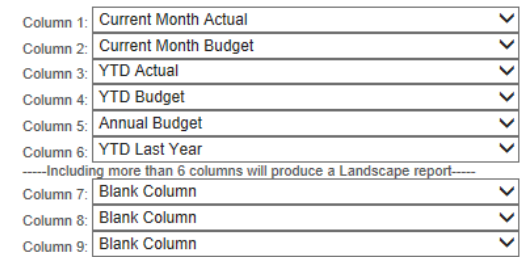 Column 1: Current Month Actual
Column 2: Current Month Budget
Column 3: YTD Actual
Column 4: YTD Budget
Column 5: Annual Budget
Column 6: YTD Last Year
-----Including more than 6 columns will produce a Landscape report-----
Column 7: Blank Column
Column 8: Blank Column
Column 9: Blank Column